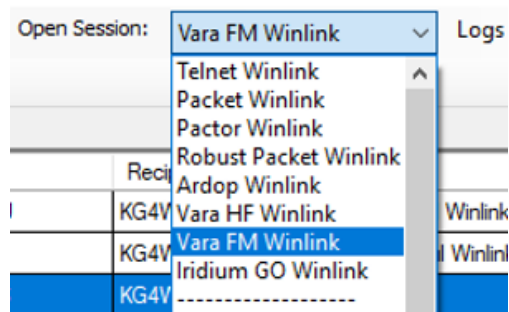 Open Session: Vara FM Winlink Logs
Telnet Winlink
Packet Winlink
Pactor Winlink
Robust Packet Winlink
Ardop Winlink
Vara HF Winlink
Vara FM Winlink
Iridium GO Winlink
-------------------
Reci
KG4V Winlink
KG4V l Winlink
KG4V